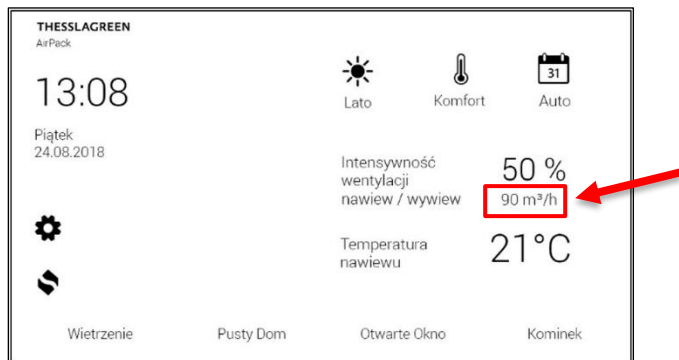 THESSLAGREEN
AirPack
13:08
Piątek
24.08.2018
31
Lato
Komfort
Auto
Intensywność
wentylacji
nawiew / wywiew
50 %
90 m³/h
Temperatura
nawiewu
21°C
Wietrzenie
Pusty Dom
Otwarte Okno
Kominek